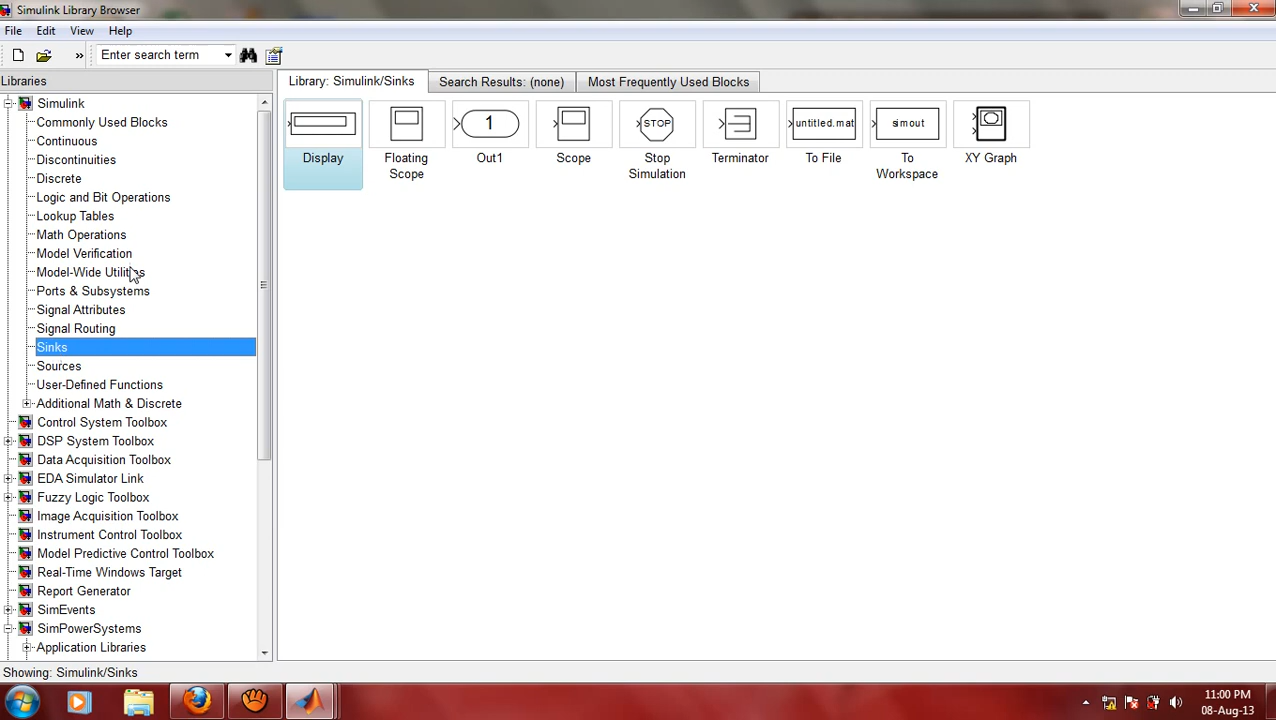 Simulink Library Browser
File Edit View Help
» Enter search term
Libraries
Library: Simulink/Sinks Search Results: (none) Most Frequently Used Blocks
Simulink
Commonly Used Blocks
Continuous
Discontinuities
Discrete
Logic and Bit Operations
Lookup Tables
Math Operations
Model Verification
Model-Wide Utilities
Ports & Subsystems
Signal Attributes
Signal Routing
Sinks
Sources
User-Defined Functions
Additional Math & Discrete
Control System Toolbox
DSP System Toolbox
Data Acquisition Toolbox
EDA Simulator Link
Fuzzy Logic Toolbox
Image Acquisition Toolbox
Instrument Control Toolbox
Model Predictive Control Toolbox
Real-Time Windows Target
Report Generator
SimEvents
SimPowerSystems
Application Libraries
1 STOP untitled.mat simout
Display Floating Out1 Scope Stop Terminator To File To XY Graph
Scope Simulation Workspace
Showing: Simulink/Sinks
11:00 PM
08-Aug-13